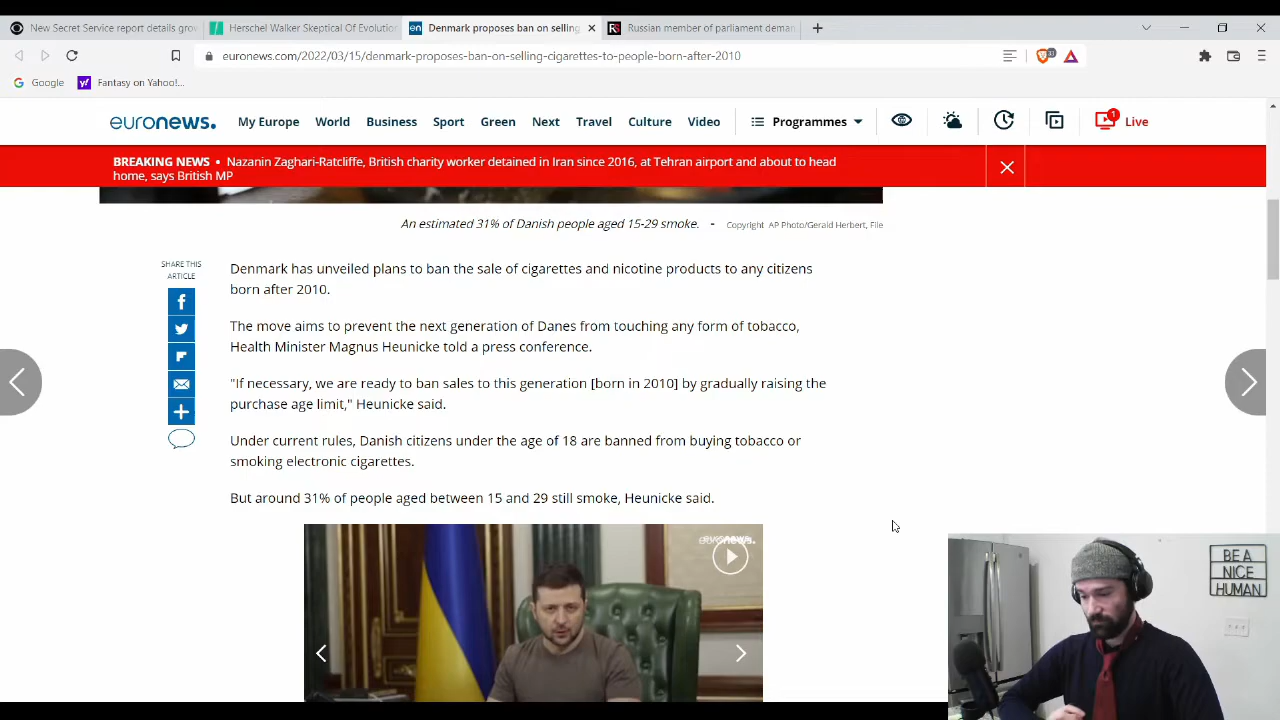 New Secret Service report details gro
Herschel Walker Skeptical Of Evolution
Denmark proposes ban on selling
Russian member of parliament deman
euronews.com/2022/03/15/denmark-proposes-ban-on-selling-cigarettes-to-people-born-after-2010
Google
Fantasy on Yahoo!...
euronews.
My Europe
World
Business
Sport
Green
Next
Travel
Culture
Video
Programmes
1
Live
BREAKING NEWS • Nazanin Zaghari-Ratcliffe, British charity worker detained in Iran since 2016, at Tehran airport and about to head
home, says British MP
An estimated 31% of Danish people aged 15-29 smoke. - Copyright AP Photo/Gerald Herbert, File
SHARE THIS
ARTICLE
Denmark has unveiled plans to ban the sale of cigarettes and nicotine products to any citizens
born after 2010.
The move aims to prevent the next generation of Danes from touching any form of tobacco,
Health Minister Magnus Heunicke told a press conference.
"If necessary, we are ready to ban sales to this generation [born in 2010] by gradually raising the
purchase age limit," Heunicke said.
Under current rules, Danish citizens under the age of 18 are banned from buying tobacco or
smoking electronic cigarettes.
But around 31% of people aged between 15 and 29 still smoke, Heunicke said.
euronews.
BE A
NICE
HUMAN